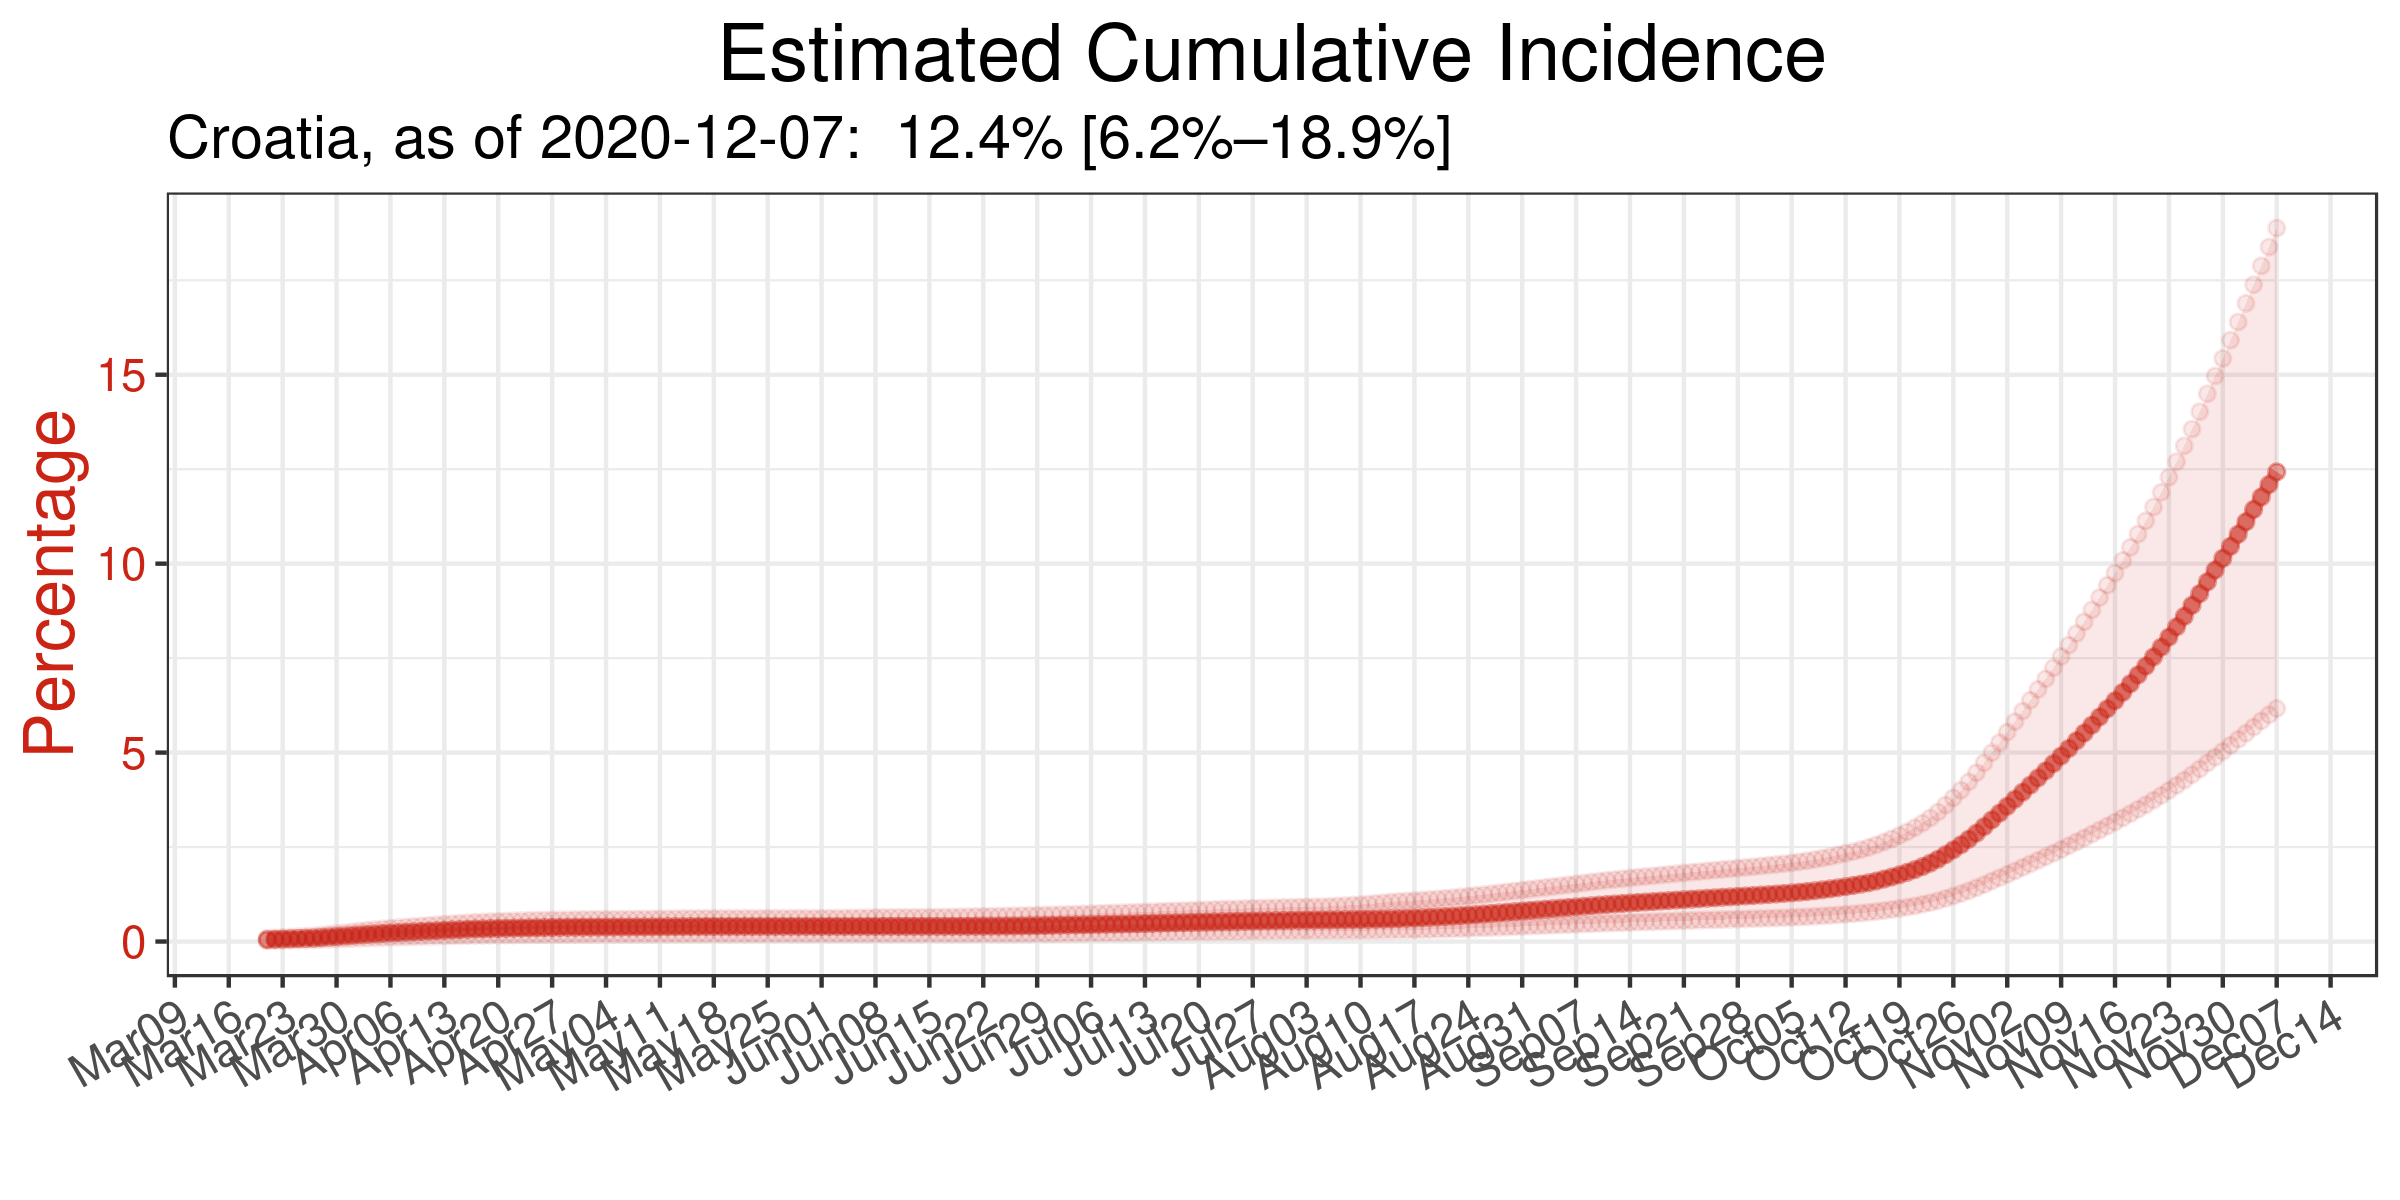 Estimated Cumulative Incidence
Croatia, as of 2020-12-07:  12.4% [6.2%–18.9%]
Percentage
15
10
5
0
Mar09
Mar16
Mar23
Mar30
Apr06
Apr13
Apr20
Apr27
May04
May11
May18
May25
Jun01
Jun08
Jun15
Jun22
Jun29
Jul06
Jul13
Jul20
Jul27
Aug03
Aug10
Aug17
Aug24
Aug31
Sep07
Sep14
Sep21
Sep28
Oct05
Oct12
Oct19
Oct26
Nov02
Nov09
Nov16
Nov23
Nov30
Dec07
Dec14